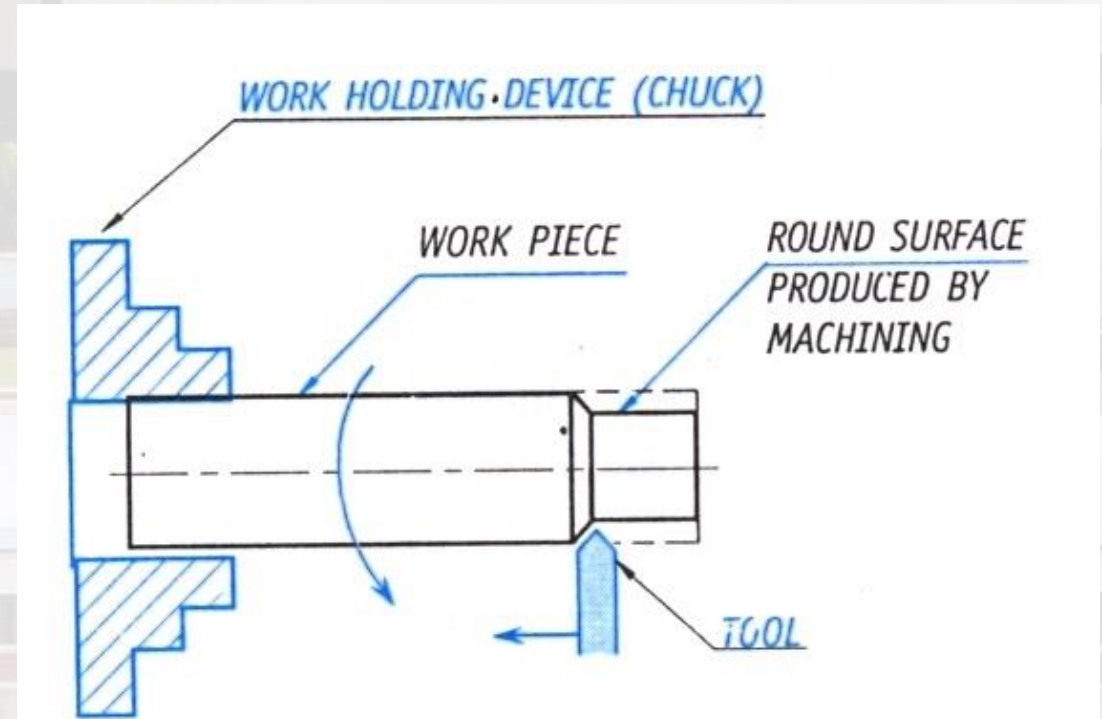 WORK HOLDING DEVICE (CHUCK)
WORK PIECE
ROUND SURFACE
PRODUCED BY
MACHINING
TOOL